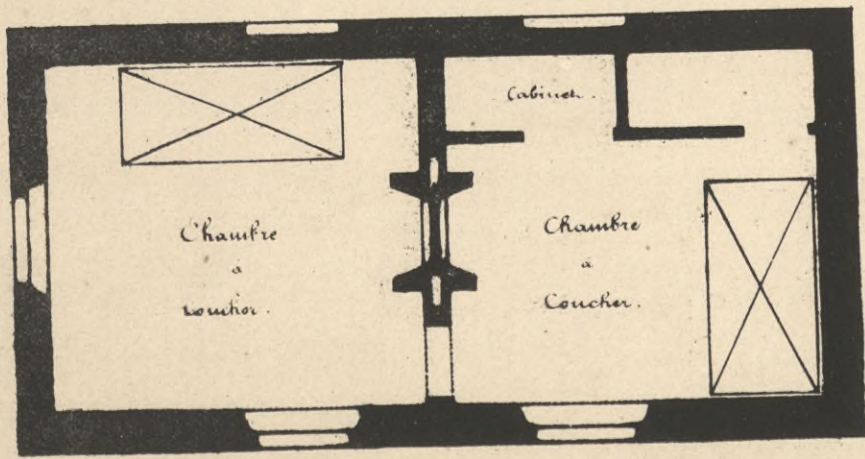 Cabinet.
Chambre
à
Coucher.
Chambre
à
Coucher.